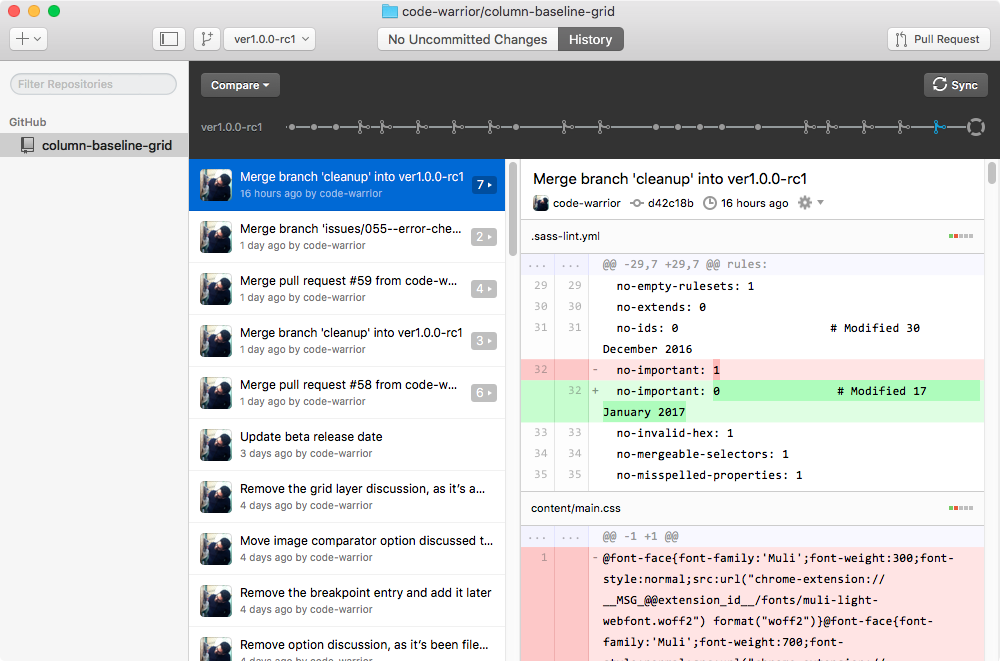 code-warrior/column-baseline-grid
ver1.0.0-rc1
No Uncommitted Changes
History
Pull Request
Filter Repositories
GitHub
column-baseline-grid
Compare
Sync
ver1.0.0-rc1
Merge branch 'cleanup' into ver1.0.0-rc1
16 hours ago by code-warrior
7
Merge branch 'issues/055--error-che...
1 day ago by code-warrior
2
Merge pull request #59 from code-w...
1 day ago by code-warrior
4
Merge branch 'cleanup' into ver1.0.0-rc1
1 day ago by code-warrior
3
Merge pull request #58 from code-w...
1 day ago by code-warrior
6
Update beta release date
3 days ago by code-warrior
Remove the grid layer discussion, as it's a...
4 days ago by code-warrior
Move image comparator option discussed t...
4 days ago by code-warrior
Remove the breakpoint entry and add it later
4 days ago by code-warrior
Remove option discussion, as it's been file...
4 days ago by code-warrior
Merge branch 'cleanup' into ver1.0.0-rc1
code-warrior d42c18b 16 hours ago
.sass-lint.yml
... ... @@ -29,7 +29,7 @@ rules:
29 29 no-empty-rulesets: 1
30 30 no-extends: 0
31 31 no-ids: 0 # Modified 30
December 2016
32 - no-important: 1
32 + no-important: 0 # Modified 17
January 2017
33 33 no-invalid-hex: 1
34 34 no-mergeable-selectors: 1
35 35 no-misspelled-properties: 1
content/main.css
... ... @@ -1 +1 @@
1 -@font-face{font-family:'Muli';font-weight:300;font-
style:normal;src:url("chrome-extension://
__MSG_@@extension_id__/fonts/muli-light-
webfont.woff2") format("woff2")}@font-face{font-
family:'Muli';font-weight:700;font-
style:normal;src:url("chrome-extension://